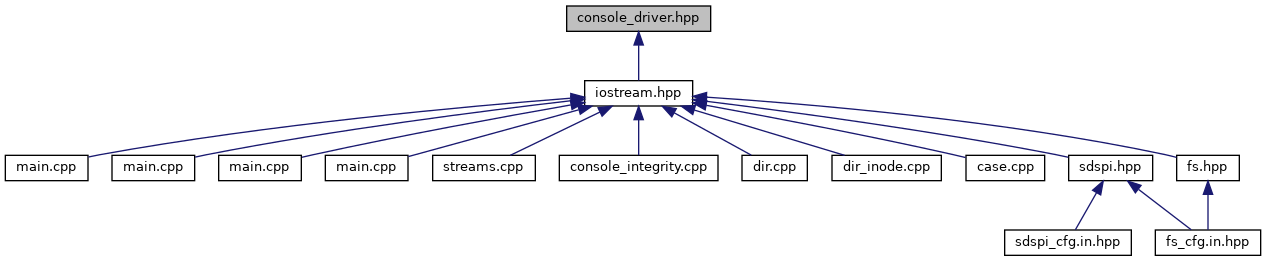 console_driver.hpp
iostream.hpp
main.cpp
main.cpp
main.cpp
main.cpp
streams.cpp
console_integrity.cpp
dir.cpp
dir_inode.cpp
case.cpp
sdspi.hpp
fs.hpp
sdspi_cfg.in.hpp
fs_cfg.in.hpp